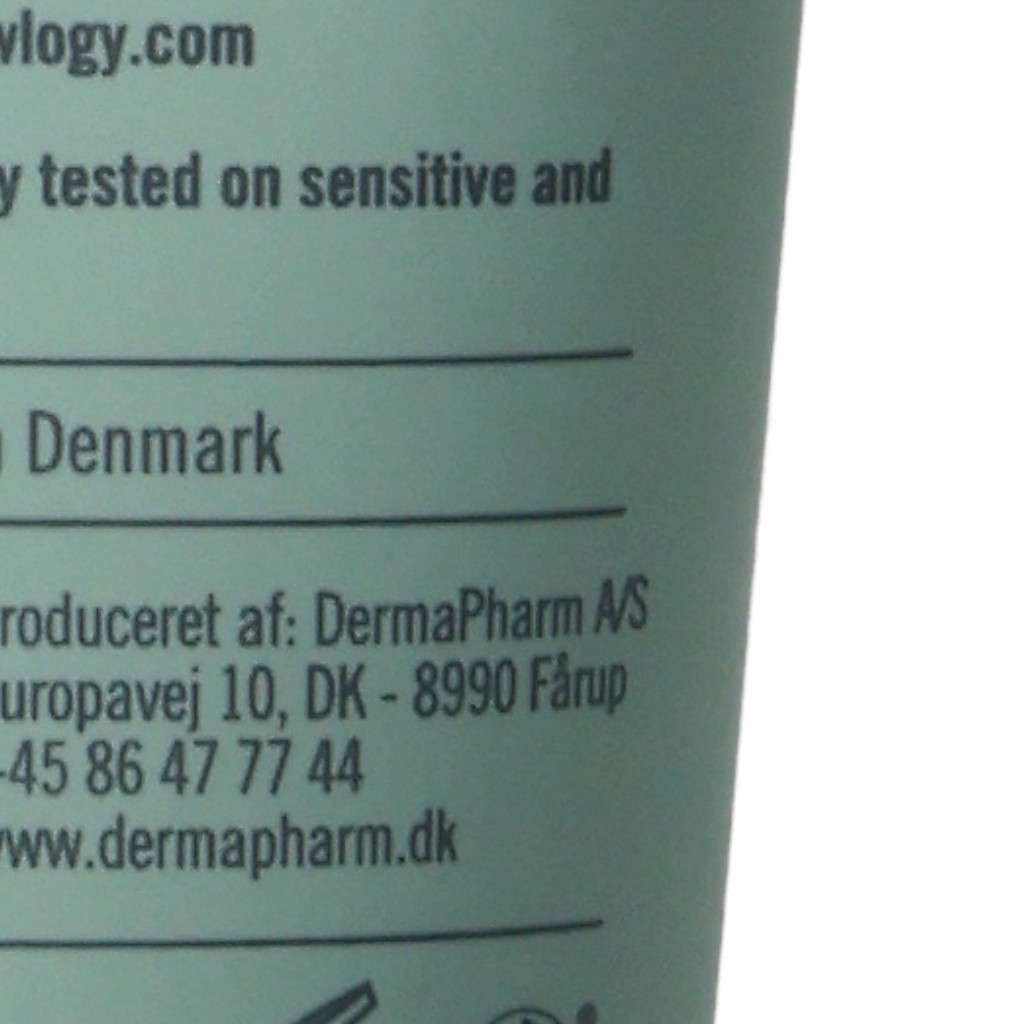 vlogy.com
y tested on sensitive and
Denmark
roduceret af: DermaPharm A/S
uropavej 10, DK - 8990 Fårup
-45 86 47 77 44
www.dermapharm.dk